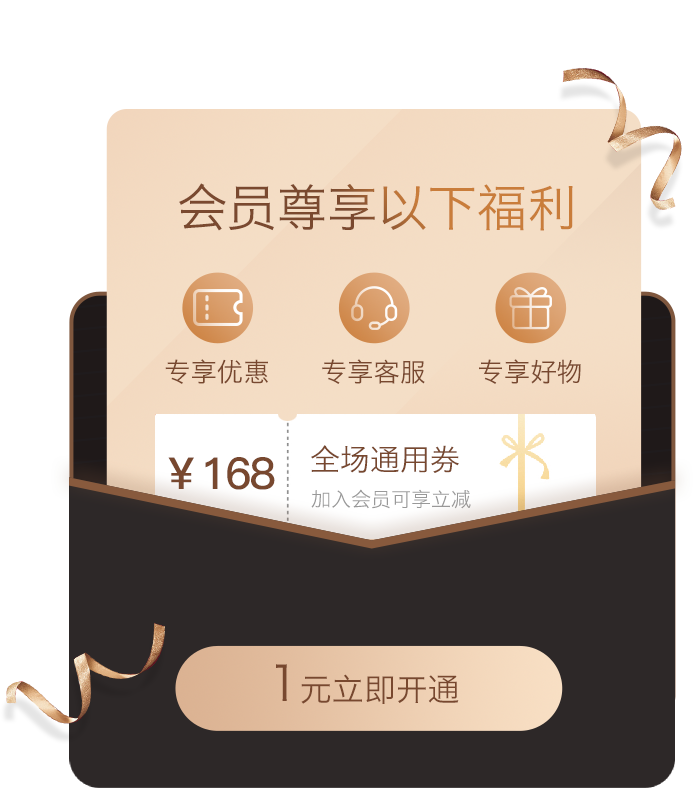 会员尊享以下福利
专享优惠 专享客服 专享好物
¥168 全场通用券
加入会员可享立减
1元立即开通